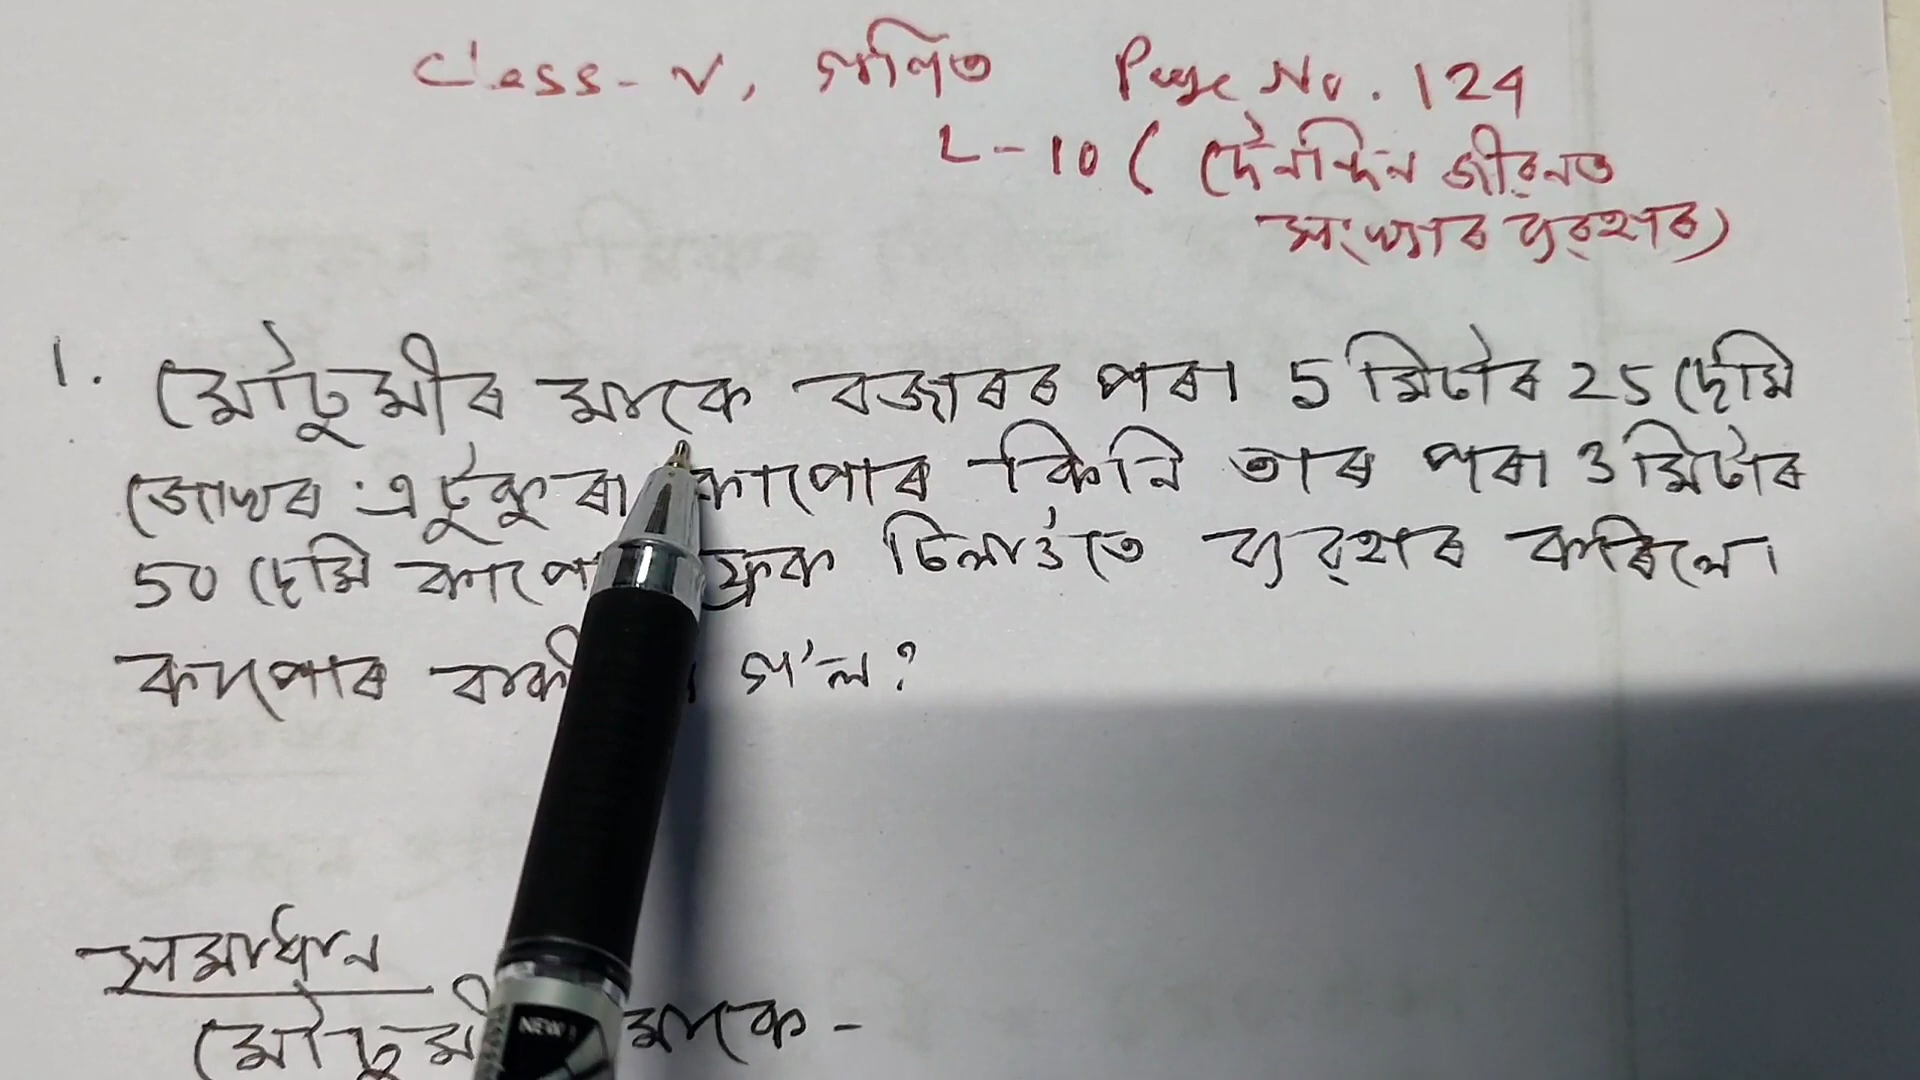 Class-V, গণিত Page No. 124
L-10 ( দৈনন্দিন জীৱনত
সংখ্যাৰ ব্যৱহাৰ)
1. মৌচুমীৰ মাকে বজাৰৰ পৰা 5 মিটাৰ 25 ছেমি
জোখৰ এটুকুৰা কাপোৰ কিনি তাৰ পৰা 3 মিটাৰ
50 ছেমি ফ্ৰক চিলাওঁতে ব্যৱহাৰ কৰিলে।
কাপোৰ গ'ল?
সমাধান
মাকে -
NEW